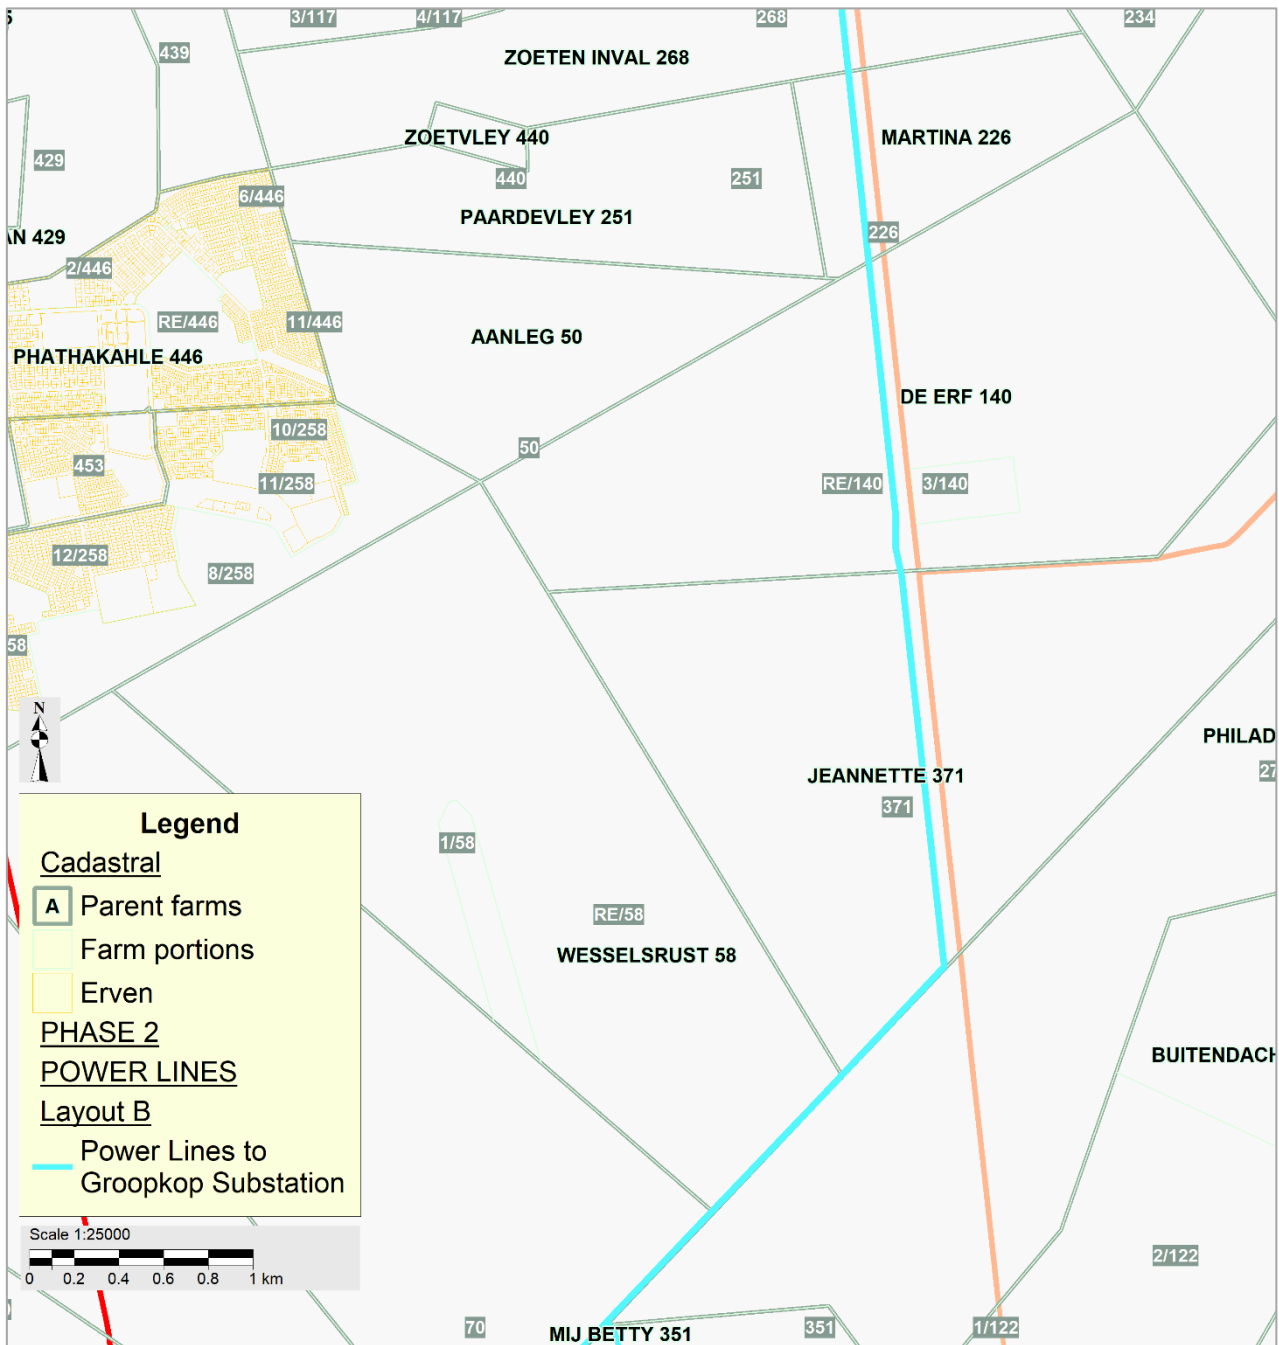 3/117
4/117
268
234
439
ZOETEN INVAL 268
ZOETVLEY 440
MARTINA 226
429
440
251
6/446
PAARDEVLEY 251
AN 429
226
2/446
RE/446
11/446
AANLEG 50
PHATHAKAHLE 446
DE ERF 140
10/258
50
453
11/258
RE/140
3/140
12/258
8/258
58
N
PHILAD
27
JEANNETTE 371
371
Legend
Cadastral
A Parent farms
Farm portions
Erven
PHASE 2
POWER LINES
Layout B
Power Lines to
Groopkop Substation
1/58
RE/58
WESSELSRUST 58
BUITENDACH
Scale 1:25000
0 0.2 0.4 0.6 0.8 1 km
2/122
70
MIJ BETTY 351
351
1/122